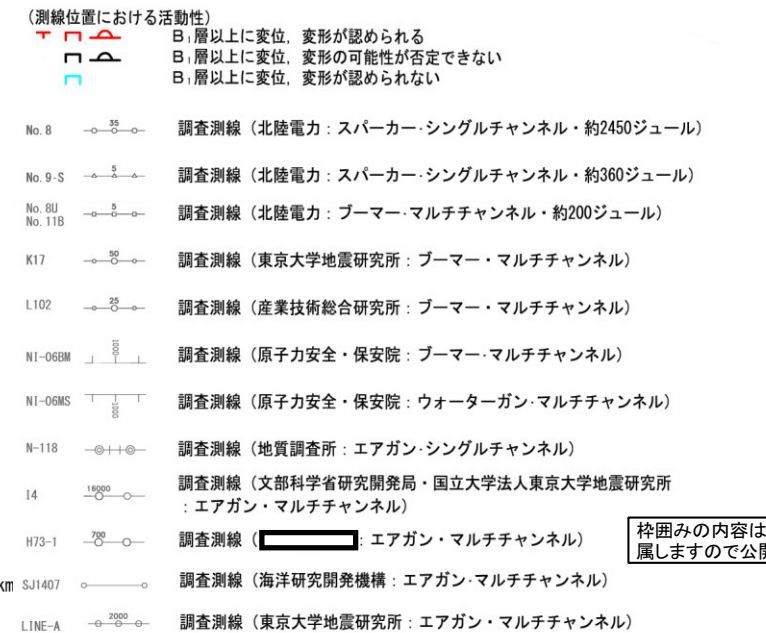 (測線位置における活動性)
B₁層以上に変位，変形が認められる
B₁層以上に変位，変形の可能性が否定できない
B₁層以上に変位，変形が認められない
No. 8 35 調査測線（北陸電力：スパーカー・シングルチャンネル・約2450ジュール）
No. 9-S 5 調査測線（北陸電力：スパーカー・シングルチャンネル・約360ジュール）
No. 8U
No. 11B 5 調査測線（北陸電力：ブーマー・マルチチャンネル・約200ジュール）
K17 50 調査測線（東京大学地震研究所：ブーマー・マルチチャンネル）
L102 25 調査測線（産業技術総合研究所：ブーマー・マルチチャンネル）
NI-06BM 1000 調査測線（原子力安全・保安院：ブーマー・マルチチャンネル）
NI-06MS 1000 調査測線（原子力安全・保安院：ウォーターガン・マルチチャンネル）
N-118 調査測線（地質調査所：エアガン・シングルチャンネル）
I4 16000 調査測線（文部科学省研究開発局・国立大学法人東京大学地震研究所
：エアガン・マルチチャンネル）
H73-1 700 調査測線（ ：エアガン・マルチチャンネル）
枠囲みの内容は
属しますので公開
km SJ1407 調査測線（海洋研究開発機構：エアガン・マルチチャンネル）
LINE-A 2000 調査測線（東京大学地震研究所：エアガン・マルチチャンネル）